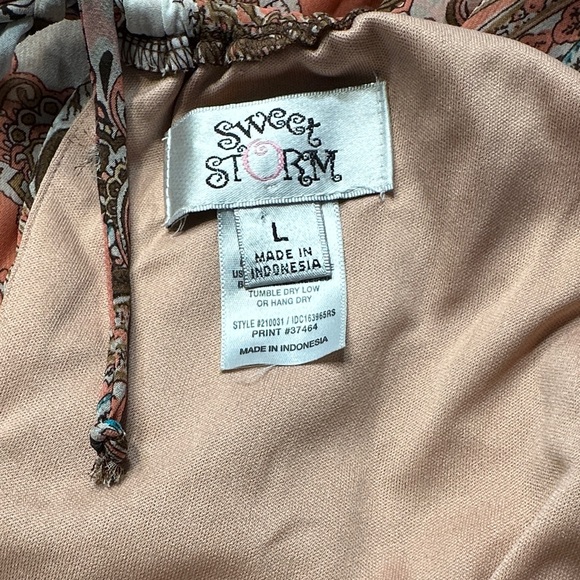 Sweet
STORM
L
MADE IN
INDONESIA
TUMBLE DRY LOW
OR HANG DRY
STYLE #210031 / IDC163965RS
PRINT #37464
MADE IN INDONESIA